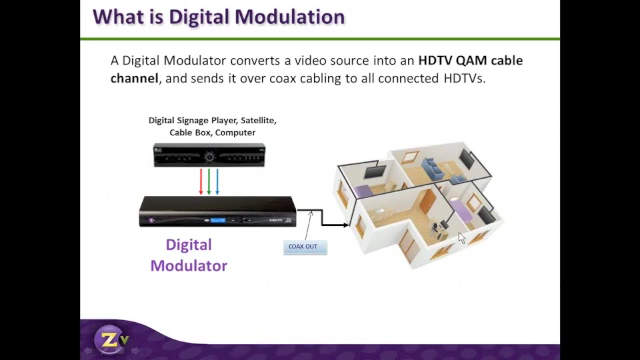 What is Digital Modulation
A Digital Modulator converts a video source into an HDTV QAM cable
channel, and sends it over coax cabling to all connected HDTVs.
Digital Signage Player, Satellite,
Cable Box, Computer
Digital
Modulator
COAX OUT
Zv